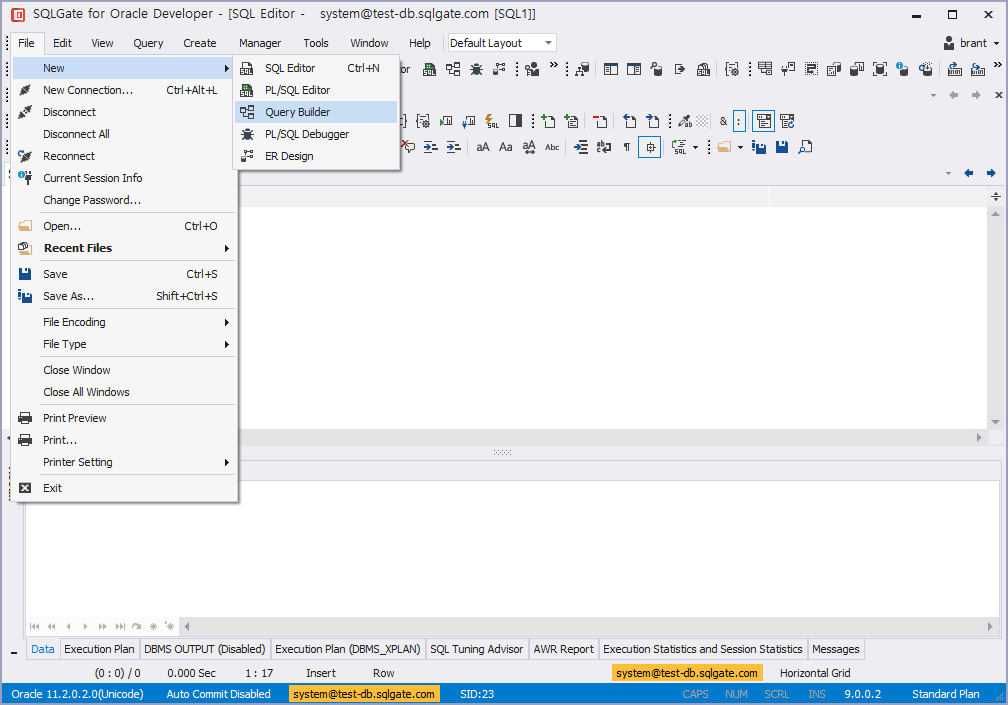 SQLGate for Oracle Developer - [SQL Editor - system@test-db.sqlgate.com [SQL1]]
File Edit View Query Create Manager Tools Window Help Default Layout brant
New
New Connection... Ctrl+Alt+L
Disconnect
Disconnect All
Reconnect
Current Session Info
Change Password...
Open... Ctrl+O
Recent Files
Save Ctrl+S
Save As... Shift+Ctrl+S
File Encoding
File Type
Close Window
Close All Windows
Print Preview
Print...
Printer Setting
Exit
SQL Editor Ctrl+N
PL/SQL Editor
Query Builder
PL/SQL Debugger
ER Design
or
&
:
aA Aa aA Abc ¶
Data Execution Plan DBMS OUTPUT (Disabled) Execution Plan (DBMS_XPLAN) SQL Tuning Advisor AWR Report Execution Statistics and Session Statistics Messages
(0 : 0) / 0 0.000 Sec 1 : 17 Insert Row system@test-db.sqlgate.com Horizontal Grid
Oracle 11.2.0.2.0(Unicode) Auto Commit Disabled system@test-db.sqlgate.com SID:23 CAPS NUM SCRL INS 9.0.0.2 Standard Plan